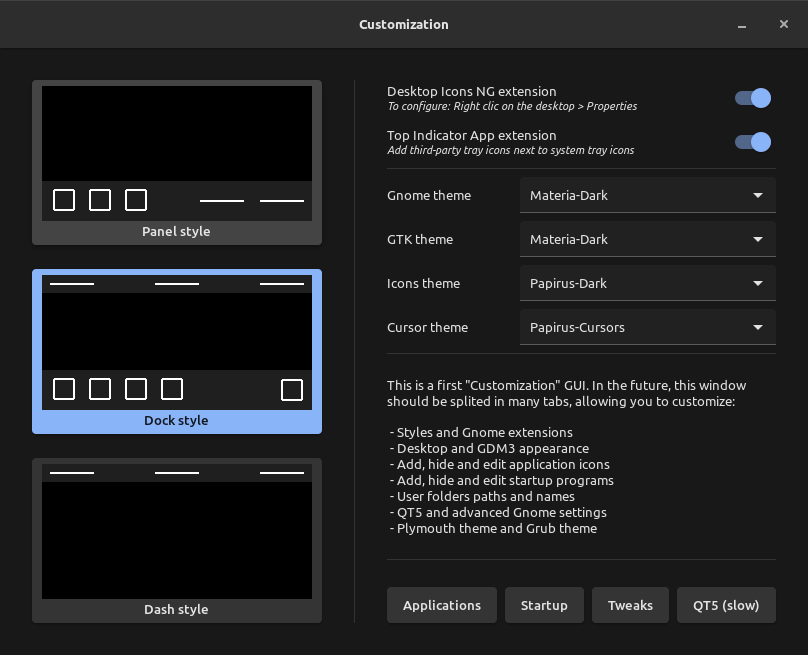 Customization
Panel style
Dock style
Dash style
Desktop Icons NG extension
To configure: Right clic on the desktop > Properties
Top Indicator App extension
Add third-party tray icons next to system tray icons
Gnome theme Materia-Dark
GTK theme Materia-Dark
Icons theme Papirus-Dark
Cursor theme Papirus-Cursors
This is a first "Customization" GUI. In the future, this window
should be splited in many tabs, allowing you to customize:
- Styles and Gnome extensions
- Desktop and GDM3 appearance
- Add, hide and edit application icons
- Add, hide and edit startup programs
- User folders paths and names
- QT5 and advanced Gnome settings
- Plymouth theme and Grub theme
Applications Startup Tweaks QT5 (slow)